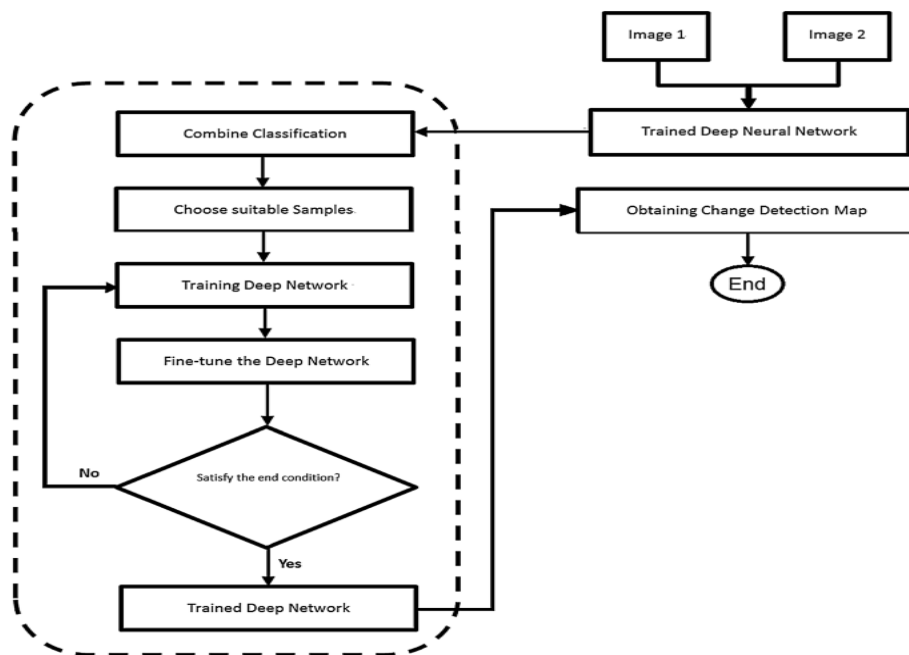 Image 1
Image 2
Trained Deep Neural Network
Combine Classification
Choose suitable Samples
Training Deep Network
Fine-tune the Deep Network
Satisfy the end condition?
No
Yes
Trained Deep Network
Obtaining Change Detection Map
End